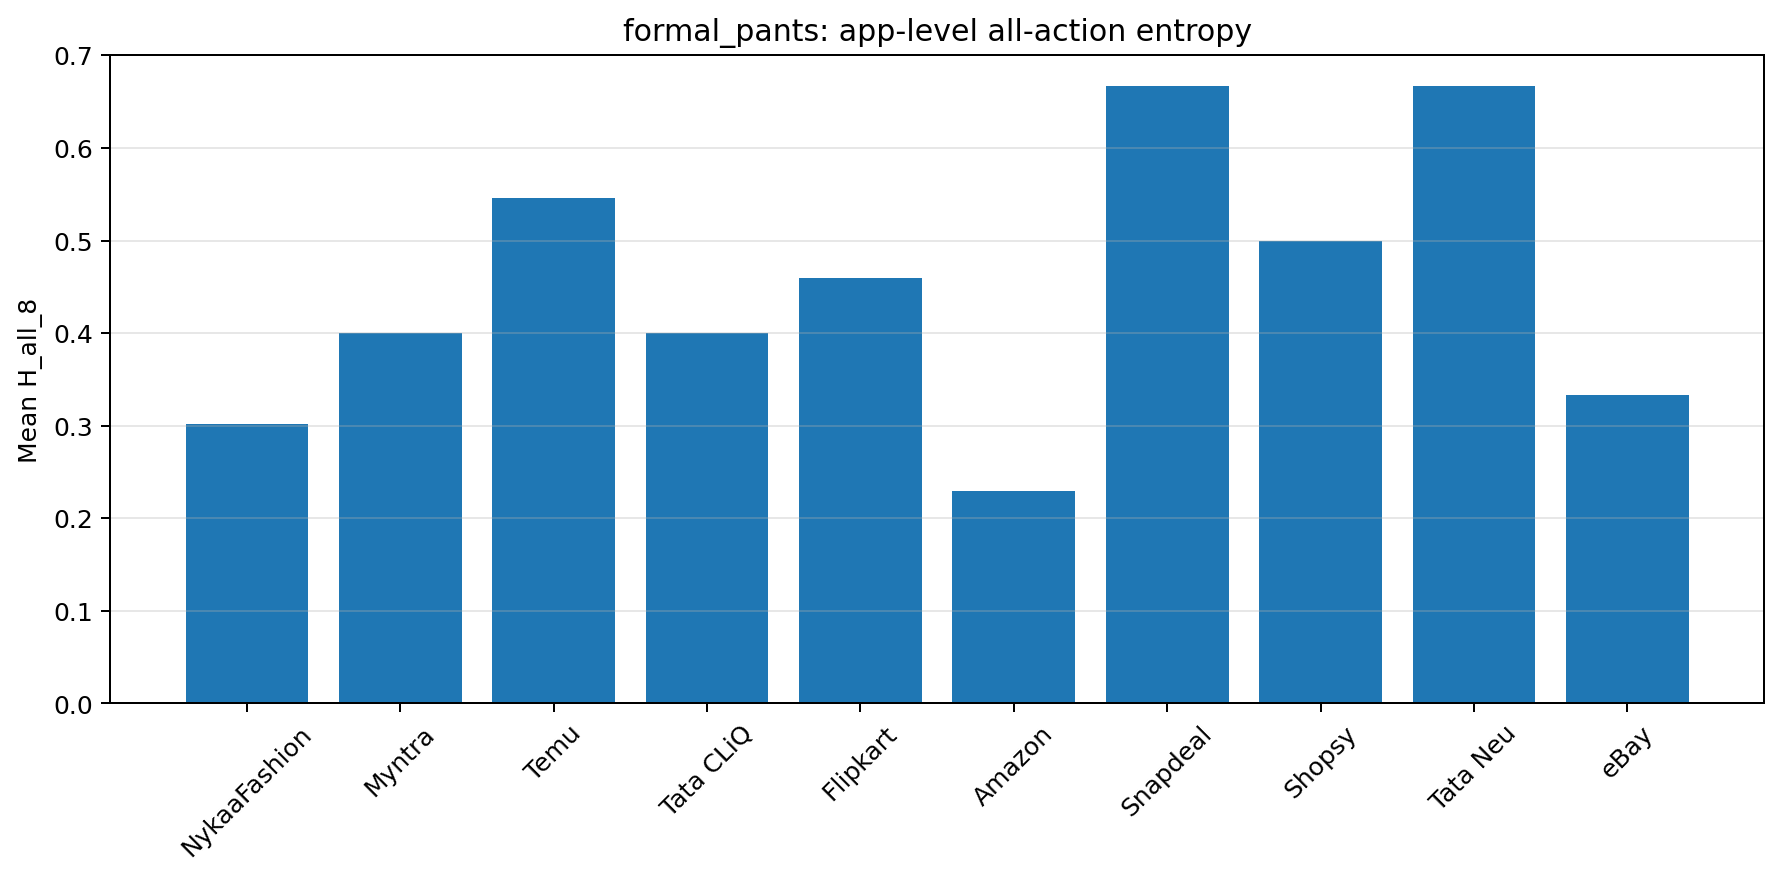 formal_pants: app-level all-action entropy
Mean H_all_8
0.7
0.6
0.5
0.4
0.3
0.2
0.1
0.0
NykaaFashion
Myntra
Temu
Tata CLiQ
Flipkart
Amazon
Snapdeal
Shopsy
Tata Neu
eBay